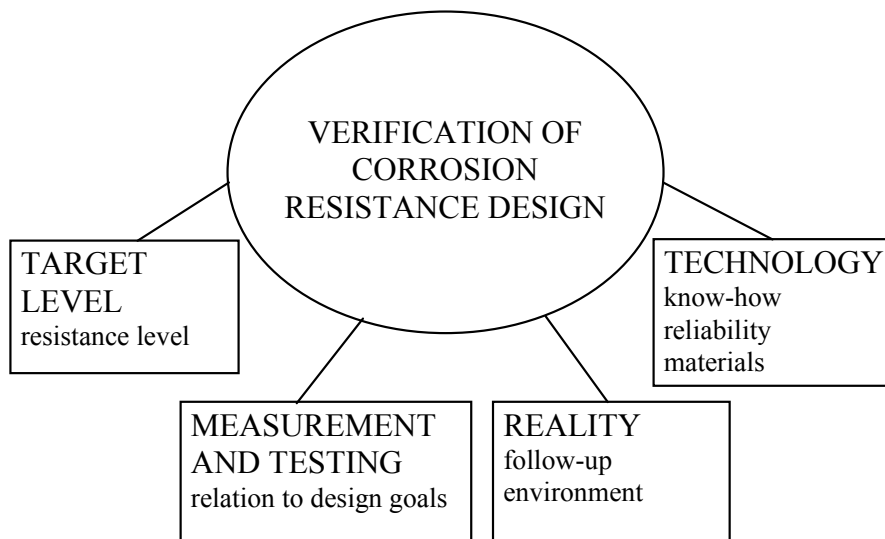 VERIFICATION OF
CORROSION
RESISTANCE DESIGN
TARGET
LEVEL
resistance level
MEASUREMENT
AND TESTING
relation to design goals
REALITY
follow-up
environment
TECHNOLOGY
know-how
reliability
materials